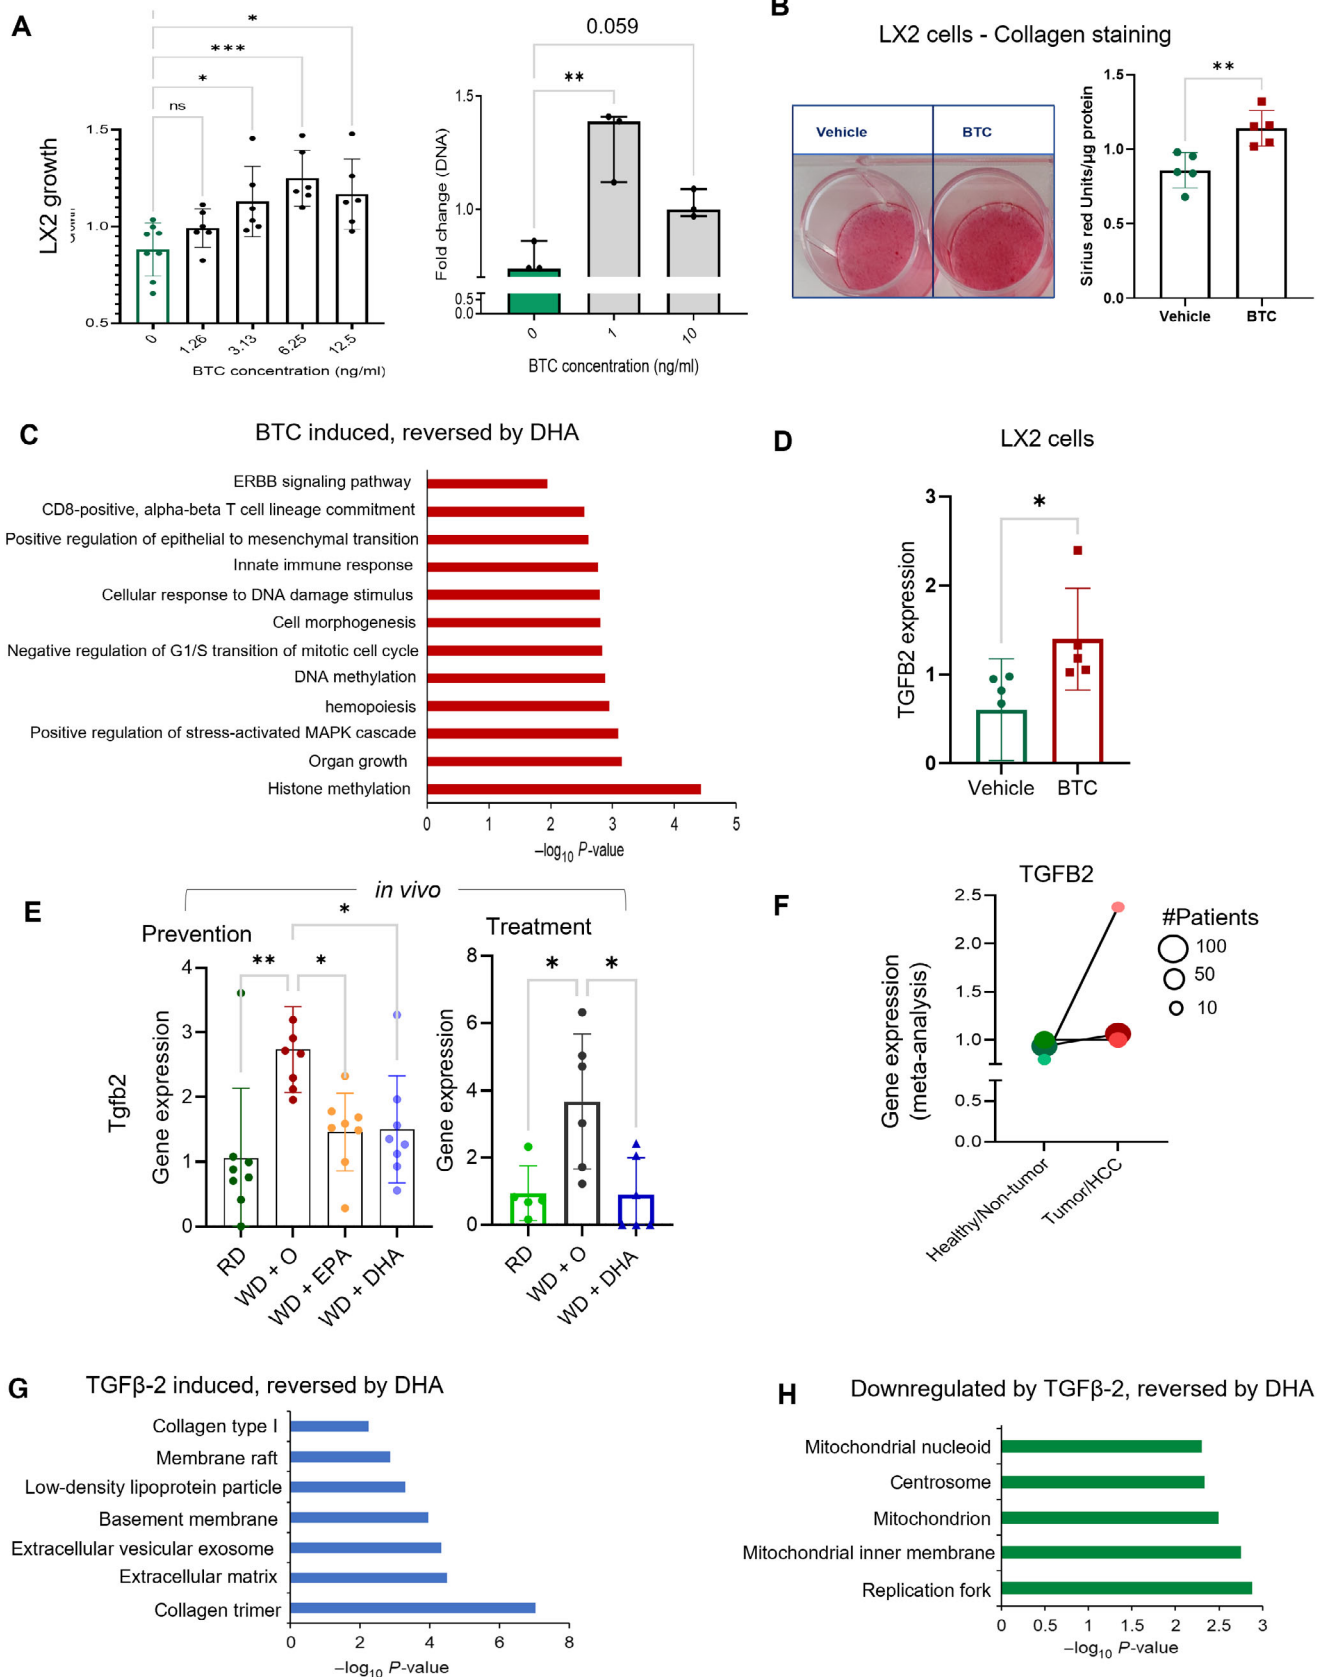 A
*
***
*
ns
LX2 growth
1.5
1.0
0.5
0
1.26
3.13
6.25
12.5
BTC concentration (ng/ml)
0.059
**
Fold change (DNA)
1.5
1.0
0.5
0.0
0
1
10
BTC concentration (ng/ml)
B
LX2 cells - Collagen staining
Vehicle
BTC
**
Sirius red Units/µg protein
1.5
1.0
0.5
0.0
Vehicle
BTC
C
BTC induced, reversed by DHA
ERBB signaling pathway
CD8-positive, alpha-beta T cell lineage commitment
Positive regulation of epithelial to mesenchymal transition
Innate immune response
Cellular response to DNA damage stimulus
Cell morphogenesis
Negative regulation of G1/S transition of mitotic cell cycle
DNA methylation
hemopoiesis
Positive regulation of stress-activated MAPK cascade
Organ growth
Histone methylation
0 1 2 3 4 5
–log10 P-value
D
LX2 cells
*
TGFB2 expression
3
2
1
0
Vehicle BTC
E
in vivo
Prevention
*
**
*
Tgfb2
Gene expression
4
3
2
1
0
RD
WD + O
WD + EPA
WD + DHA
Treatment
*
*
Gene expression
8
6
4
2
0
RD
WD + O
WD + DHA
F
TGFB2
Gene expression
(meta-analysis)
2.5
2.0
1.5
1.0
0.5
0.0
Healthy/Non-tumor
Tumor/HCC
#Patients
100
50
10
G
TGFβ-2 induced, reversed by DHA
Collagen type I
Membrane raft
Low-density lipoprotein particle
Basement membrane
Extracellular vesicular exosome
Extracellular matrix
Collagen trimer
0 2 4 6 8
–log10 P-value
H
Downregulated by TGFβ-2, reversed by DHA
Mitochondrial nucleoid
Centrosome
Mitochondrion
Mitochondrial inner membrane
Replication fork
0 0.5 1 1.5 2 2.5 3
–log10 P-value